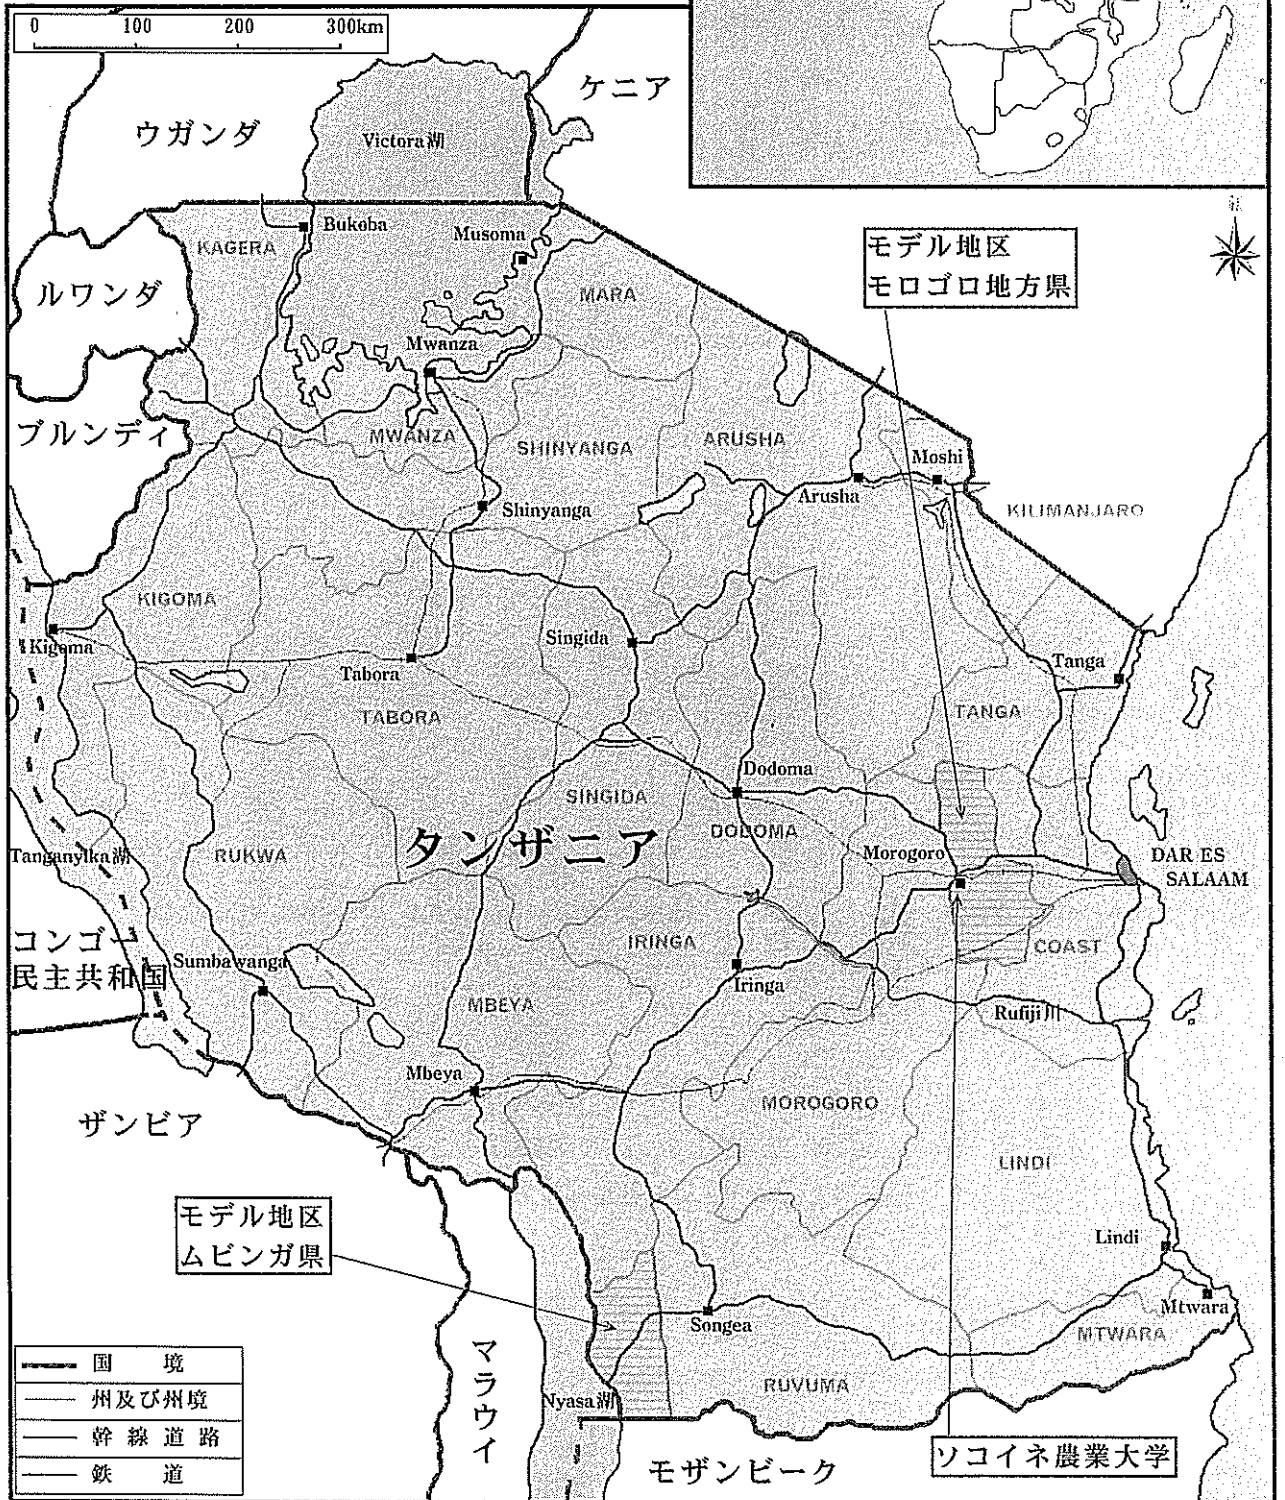 0 100 200 300km
ケニア
ウガンダ
Victora湖
Bukoba
Musoma
KAGERA
モデル地区
モロゴロ地方県
ルワンダ
MARA
Mwanza
ブルンディ
MWANZA
SHINYANGA
ARUSHA
Moshi
Arusha
Shinyanga
KILIMANJARO
KIGOMA
Kigoma
Singida
Tabora
Tanga
TABORA
TANGA
Dodoma
SINGIDA
タンザニア
DODOMA
Tanganyika湖
RUKWA
Morogoro
DAR ES
SALAAM
コンゴー
民主共和国
Sumbawanga
IRINGA
COAST
Iringa
MBEYA
Rufiji川
Mbeya
ザンビア
MOROGORO
LINDI
モデル地区
ムビンガ県
Lindi
Mtwara
Songea
MTWARA
マラウイ
Nyasa湖
RUVUMA
国境
州及び州境
幹線道路
鉄道
モザンビーク
ソコイネ農業大学